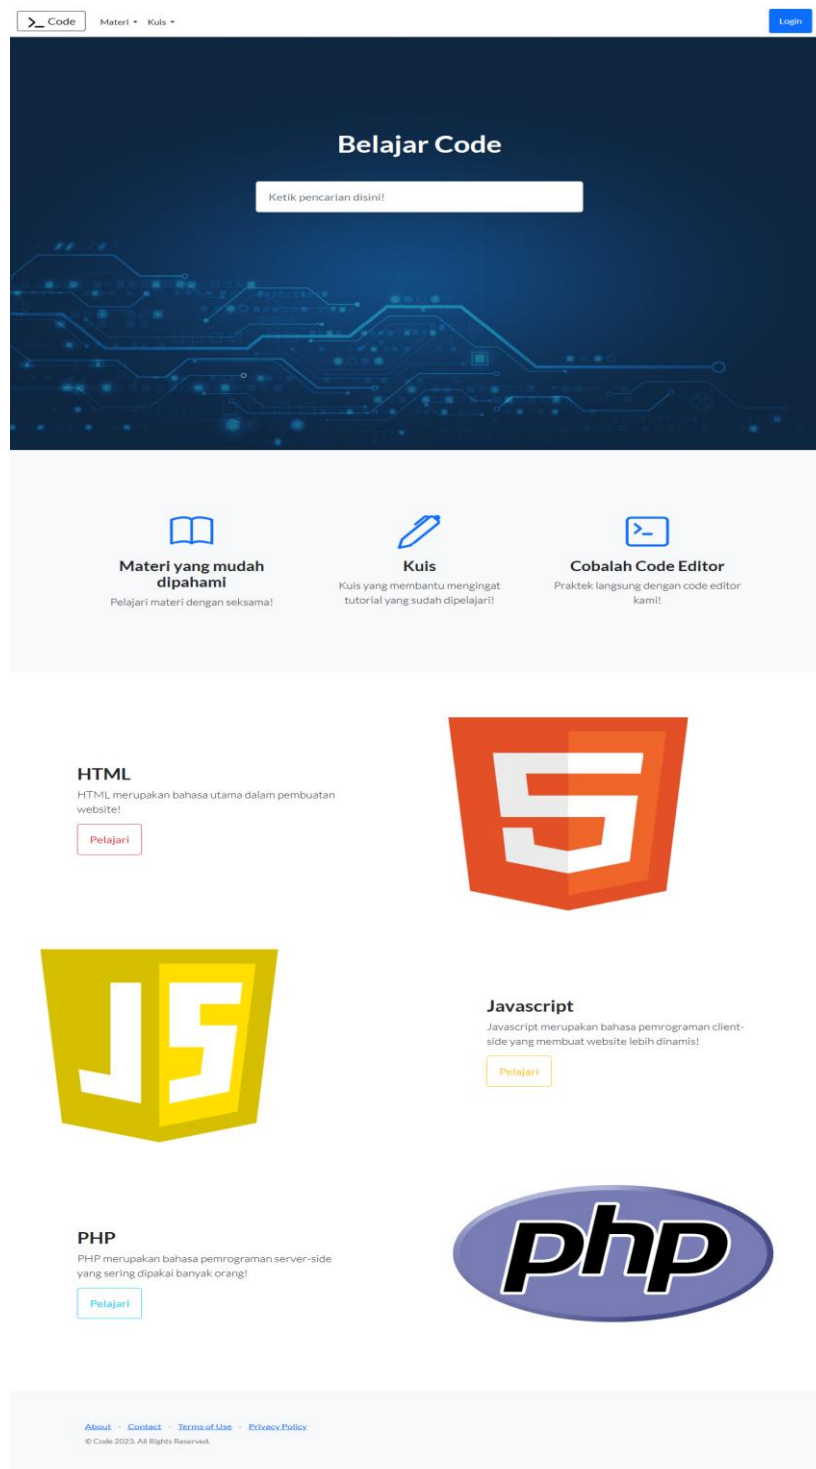 >_ Code Materi Kuis Login
Belajar Code
Ketik pencarian disini!
Materi yang mudah
dipahami
Pelajari materi dengan seksama!
Kuis
Kuis yang membantu mengingat
tutorial yang sudah dipelajari!
>_
Cobalah Code Editor
Praktek langsung dengan code editor
kami!
HTML
HTML merupakan bahasa utama dalam pembuatan
website!
Pelajari
5
JS
Javascript
Javascript merupakan bahasa pemrograman client-
side yang membuat website lebih dinamis!
Pelajari
PHP
PHP merupakan bahasa pemrograman server-side
yang sering dipakai banyak orang!
Pelajari
php
About · Contact · Terms of Use · Privacy Policy
© Code 2023. All Rights Reserved.